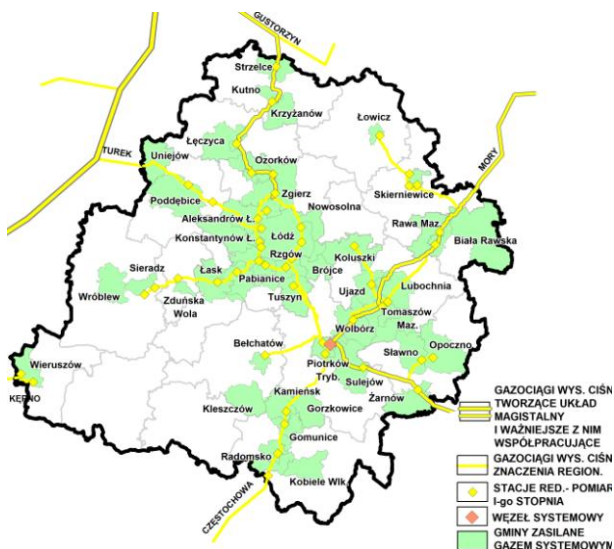 GUSTORZYN
Strzelce
Kutno
Krzyżanów
Łowicz
Łęczyca
MORY
Uniejów
TUREK
Ozorków
Skierniewice
Poddębice
Zgierz
Nowosolna
Aleksandrów Ł.
Rawa Maz.
Konstantynów Ł.
Łódź
Biała Rawska
Rzgów
Koluszki
Sieradz
Łask
Brójce
Pabianice
Lubochnia
Wróblew
Zduńska
Wola
Tuszyn
Ujazd
Tomaszów
Maz.
Wolbórz
Bełchatów
Opoczno
Sławno
Wieruszów
Piotrków
Tryb.
Sulejów
KĘPNO
Kamieńsk
Żarnów
Kleszczów
Gorzkowice
Gomunice
Radomsko
Kobiele Wlk.
CZĘSTOCHOWA
GAZOCIĄGI WYS. CIŚN
TWORZĄCE UKŁAD
MAGISTALNY
I WAŻNIEJSZE Z NIM
WSPÓŁPRACUJĄCE
GAZOCIĄGI WYS. CIŚN
ZNACZENIA REGION.
STACJE RED.- POMIAR
I-go STOPNIA
WĘZEŁ SYSTEMOWY
GMINY ZASILANE
GAZEM SYSTEMOWYM